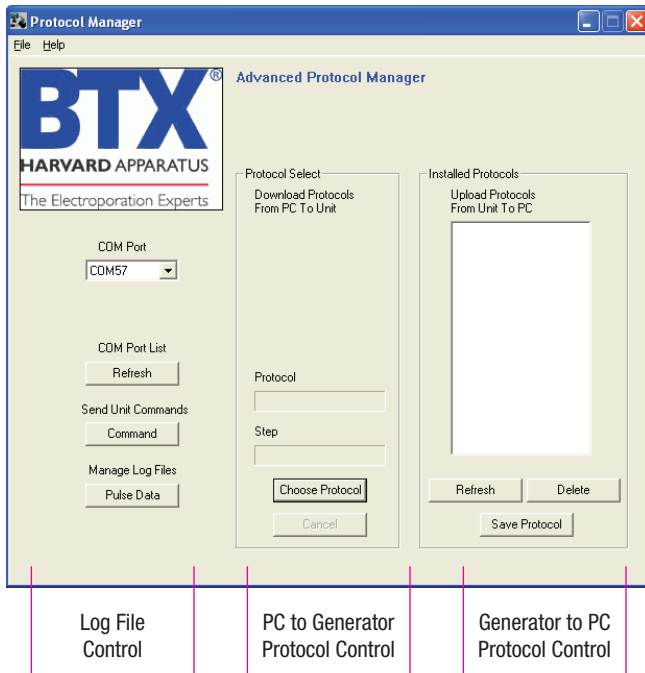 Protocol Manager
File Help
BTX®
HARVARD APPARATUS
The Electroporation Experts
Advanced Protocol Manager
COM Port
COM57
COM Port List
Refresh
Send Unit Commands
Command
Manage Log Files
Pulse Data
Protocol Select
Download Protocols
From PC To Unit
Protocol
Step
Choose Protocol
Cancel
Installed Protocols
Upload Protocols
From Unit To PC
Refresh Delete
Save Protocol
Log File
Control
PC to Generator
Protocol Control
Generator to PC
Protocol Control